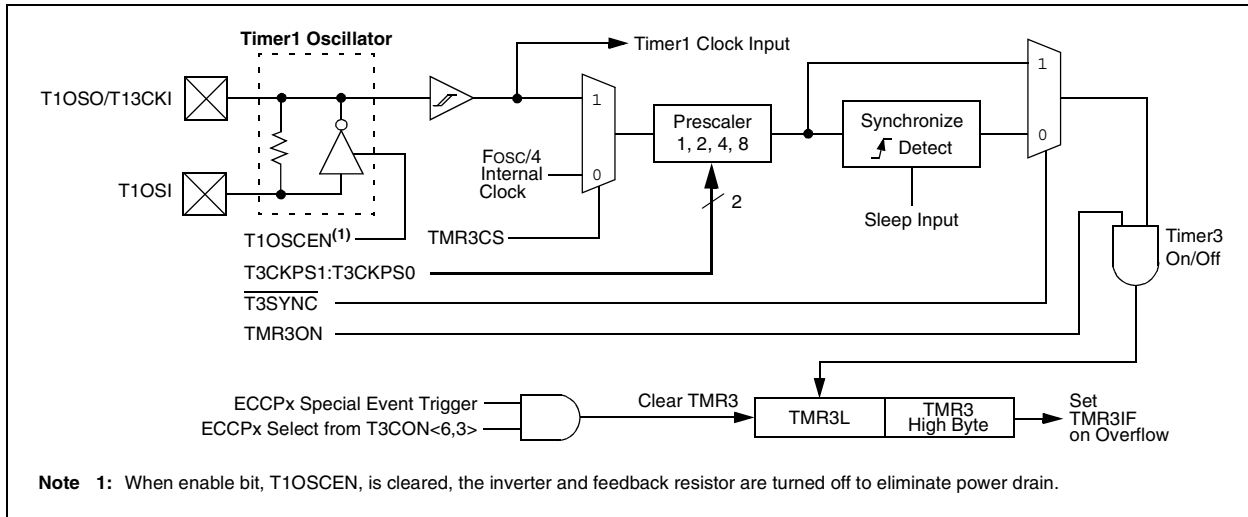 Timer1 Oscillator
Timer1 Clock Input
T1OSO/T13CKI
T1OSI
1
FOSC/4
Internal
Clock
0
Prescaler
1, 2, 4, 8
2
Synchronize
Detect
1
0
Sleep Input
T1OSCEN(1)
TMR3CS
T3CKPS1:T3CKPS0
T3SYNC
TMR3ON
Timer3
On/Off
ECCPx Special Event Trigger
ECCPx Select from T3CON<6,3>
Clear TMR3
TMR3L
TMR3
High Byte
Set
TMR3IF
on Overflow
Note 1: When enable bit, T1OSCEN, is cleared, the inverter and feedback resistor are turned off to eliminate power drain.